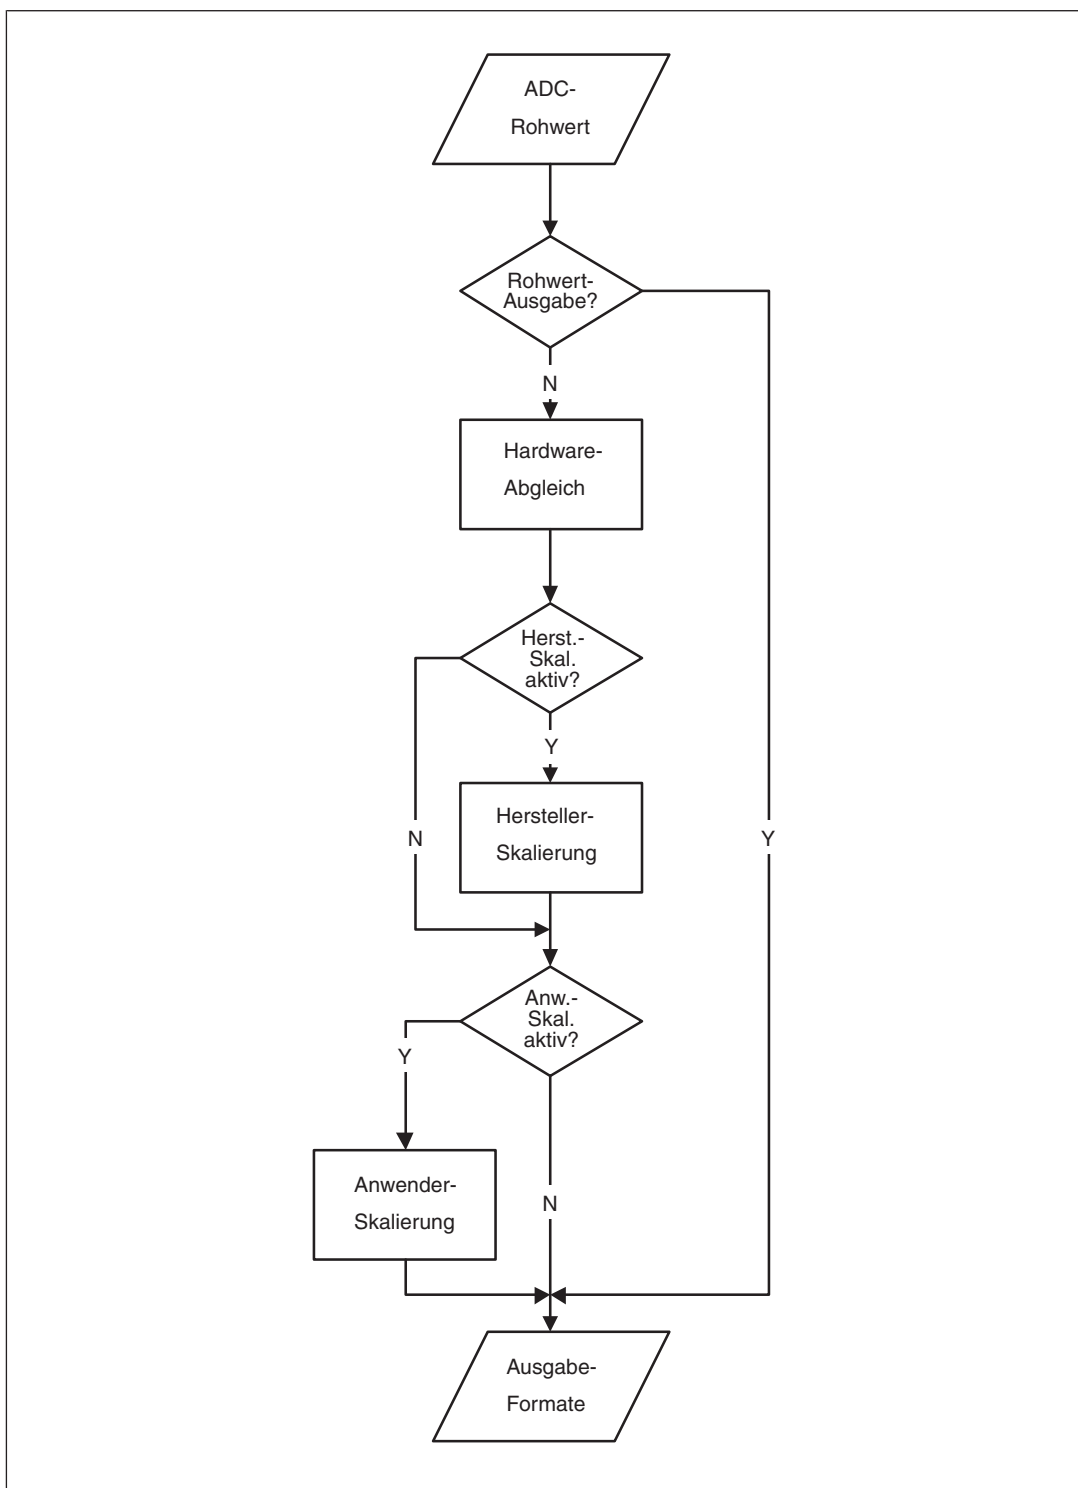 ADC-
Rohwert
Rohwert-
Ausgabe?
N
Hardware-
Abgleich
Herst.-
Skal.
aktiv?
Y
Hersteller-
Skalierung
N
Y
Anw.-
Skal.
aktiv?
Y
Anwender-
Skalierung
N
Ausgabe-
Formate